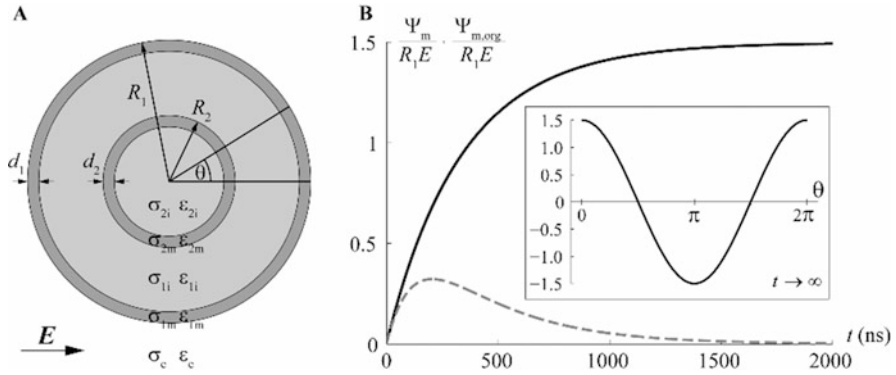 A
R₁
R₂
d₁
d₂
θ
σ₂ᵢ ε₂ᵢ
σ₂ₘ ε₂ₘ
σ₁ᵢ ε₁ᵢ
σ₁ₘ ε₁ₘ
E
σₑ εₑ
B
Ψₘ / R₁E , Ψₘ,ₒᵣg / R₁E
1.5
1
0.5
0
0
500
1000
1500
2000
t (ns)
1.5
1.0
0.5
0
−0.5
−1.0
−1.5
0
π
2π
θ
t → ∞